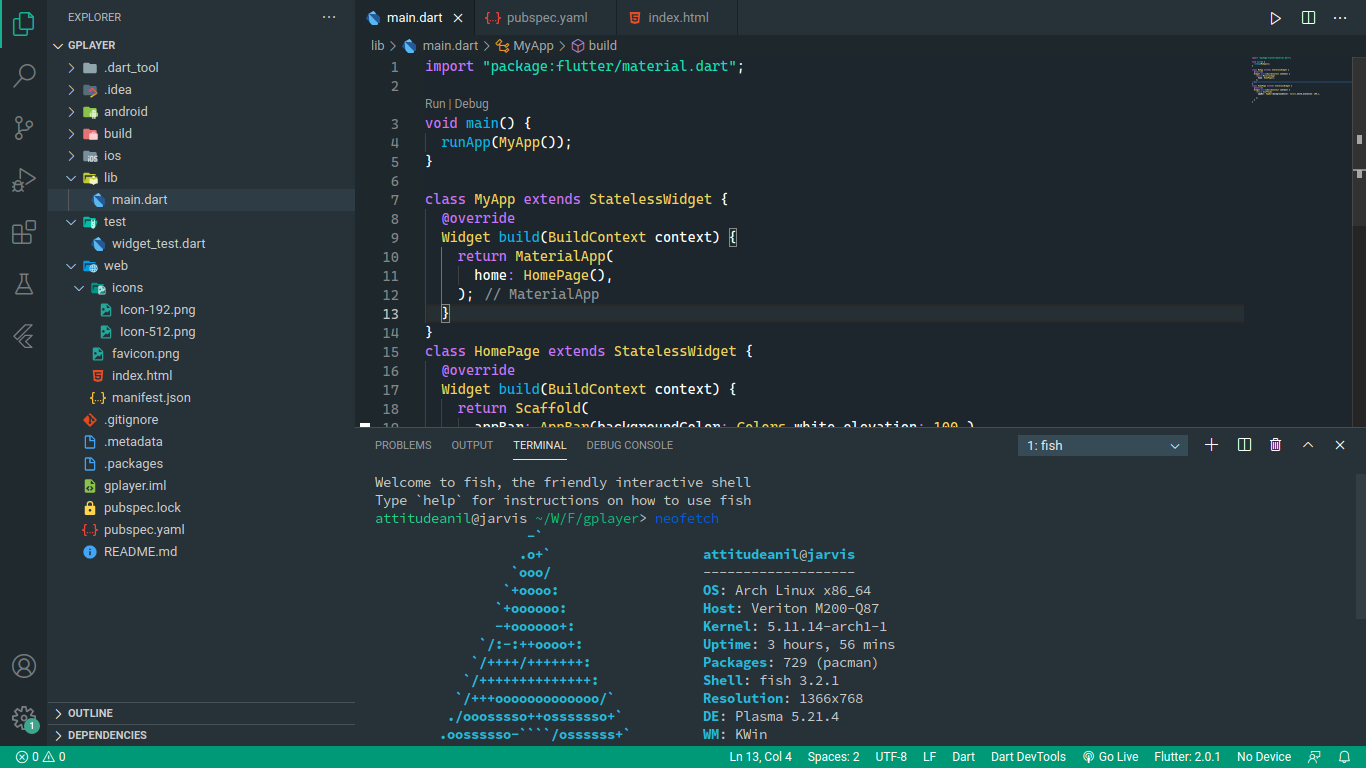 EXPLORER
GPLAYER
.dart_tool
.idea
android
build
ios
lib
main.dart
test
widget_test.dart
web
icons
Icon-192.png
Icon-512.png
favicon.png
index.html
manifest.json
.gitignore
.metadata
.packages
gplayer.iml
pubspec.lock
pubspec.yaml
README.md
OUTLINE
DEPENDENCIES
1
main.dart
pubspec.yaml
index.html
lib > main.dart > MyApp > build
1 import "package:flutter/material.dart";
2
Run | Debug
3 void main() {
4 runApp(MyApp());
5 }
6
7 class MyApp extends StatelessWidget {
8 @override
9 Widget build(BuildContext context) {
10 return MaterialApp(
11 home: HomePage(),
12 ); // MaterialApp
13 }
14 }
15 class HomePage extends StatelessWidget {
16 @override
17 Widget build(BuildContext context) {
18 return Scaffold(
19 appBar: AppBar(backgroundColor: Colors.white,elevation: 100,)
PROBLEMS OUTPUT TERMINAL DEBUG CONSOLE
1: fish
Welcome to fish, the friendly interactive shell
Type `help` for instructions on how to use fish
attitudeanil@jarvis ~/W/F/gplayer> neofetch
-`
.o+` attitudeanil@jarvis
`ooo/ -------------------
`+oooo: OS: Arch Linux x86_64
`+oooooo: Host: Veriton M200-Q87
-+oooooo+: Kernel: 5.11.14-arch1-1
`/:-:++oooo+: Uptime: 3 hours, 56 mins
`/++++/+++++++: Packages: 729 (pacman)
`/++++++++++++++: Shell: fish 3.2.1
`/+++ooooooooooooo/` Resolution: 1366x768
./ooosssso++osssssso+` DE: Plasma 5.21.4
.oossssso-````/ossssss+` WM: KWin
0 0 Ln 13, Col 4 Spaces: 2 UTF-8 LF Dart Dart DevTools Go Live Flutter: 2.0.1 No Device